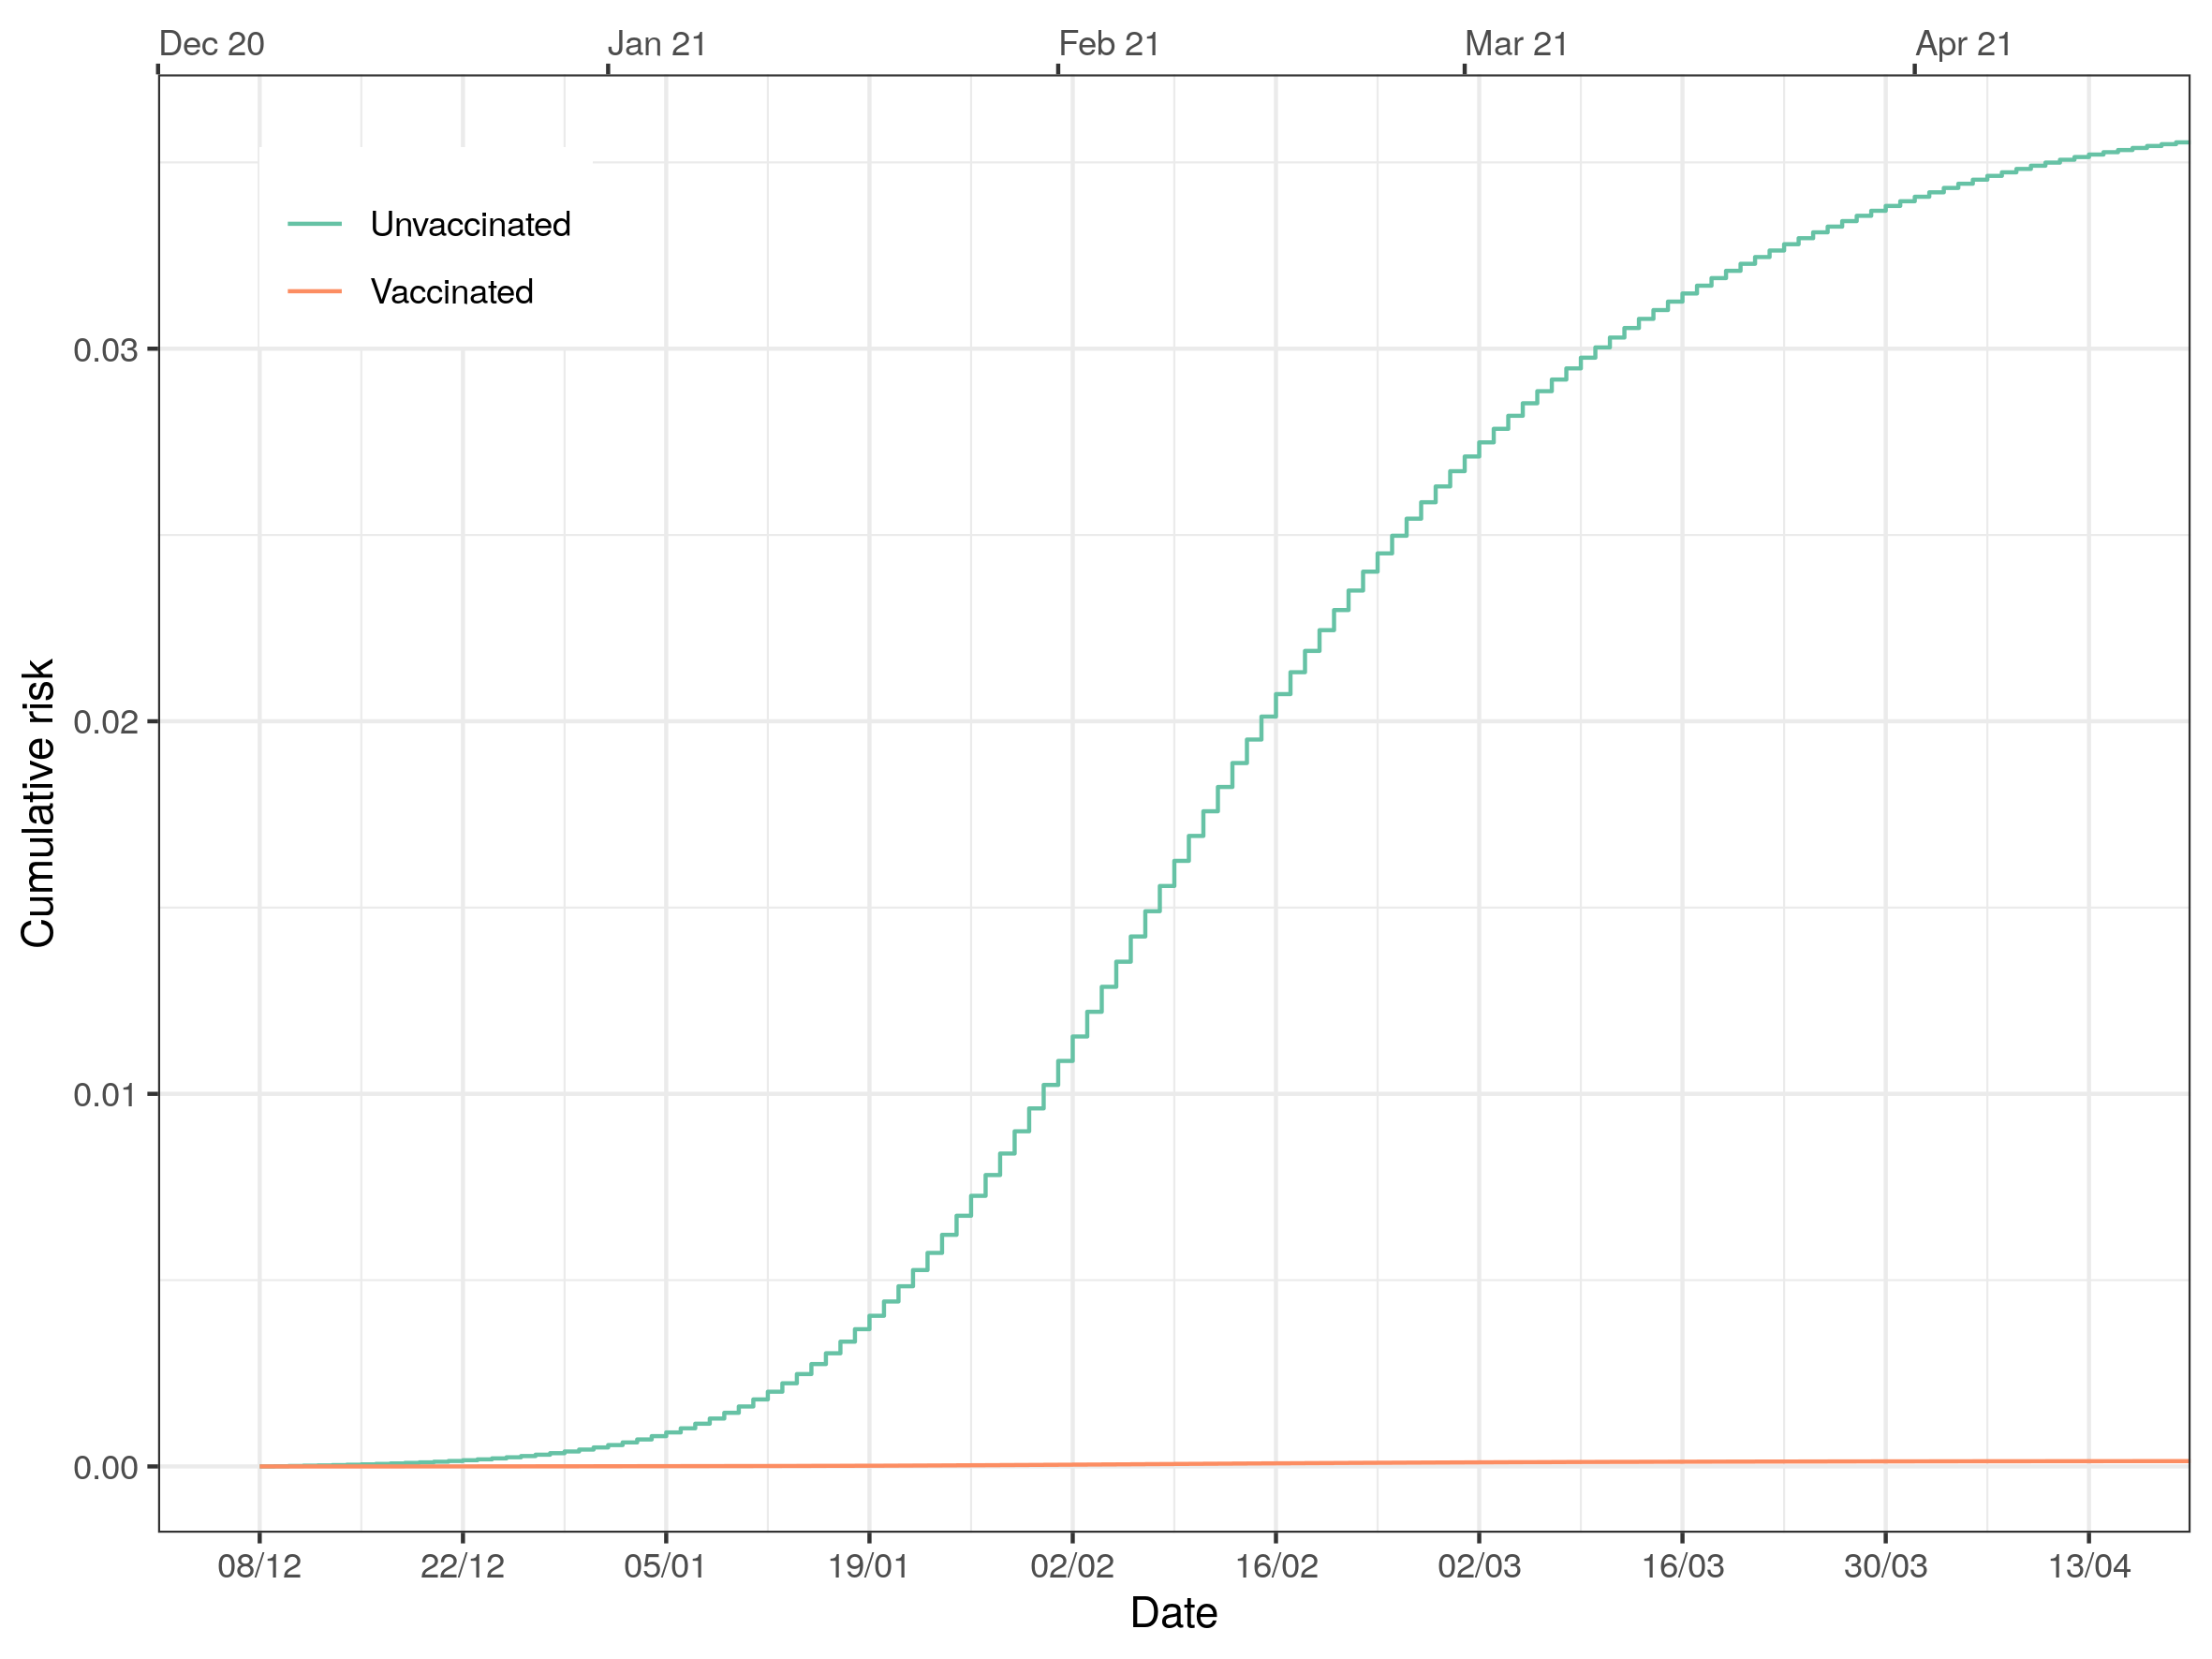 Dec 20 Jan 21 Feb 21 Mar 21 Apr 21
Unvaccinated
Vaccinated
0.03
0.02
0.01
0.00
Cumulative risk
08/12 22/12 05/01 19/01 02/02 16/02 02/03 16/03 30/03 13/04
Date